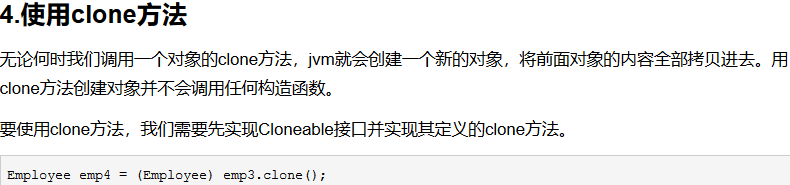 4.使用clone方法
无论何时我们调用一个对象的clone方法，jvm就会创建一个新的对象，将前面对象的内容全部拷贝进去。用
clone方法创建对象并不会调用任何构造函数。
要使用clone方法，我们需要先实现Cloneable接口并实现其定义的clone方法。
Employee emp4 = (Employee) emp3.clone();